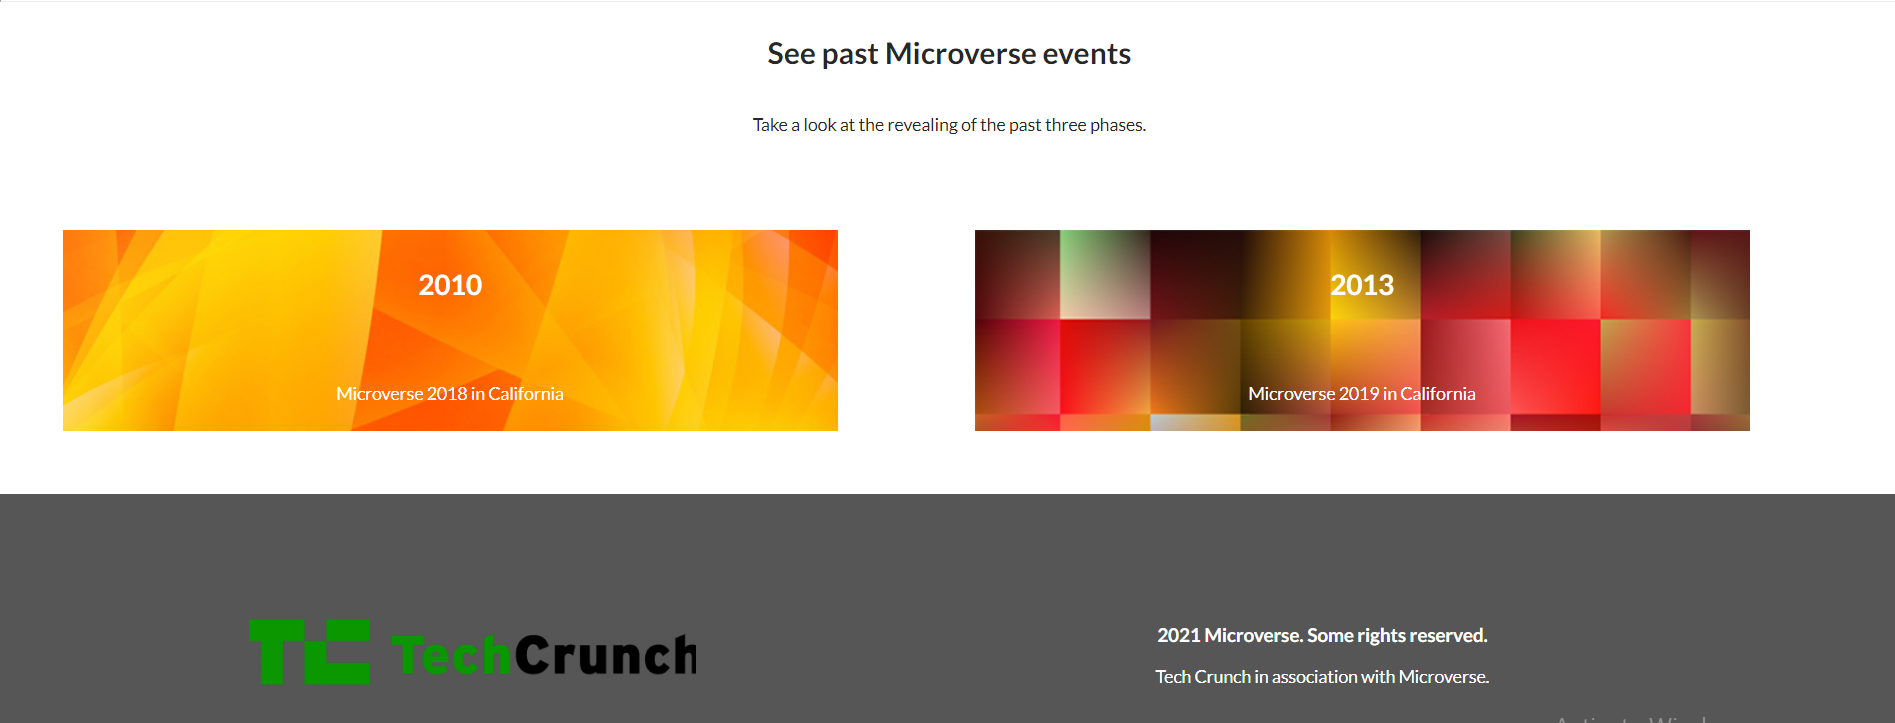 See past Microverse events
Take a look at the revealing of the past three phases.
2010
Microverse 2018 in California
2013
Microverse 2019 in California
TC TechCrunch
2021 Microverse. Some rights reserved.
Tech Crunch in association with Microverse.